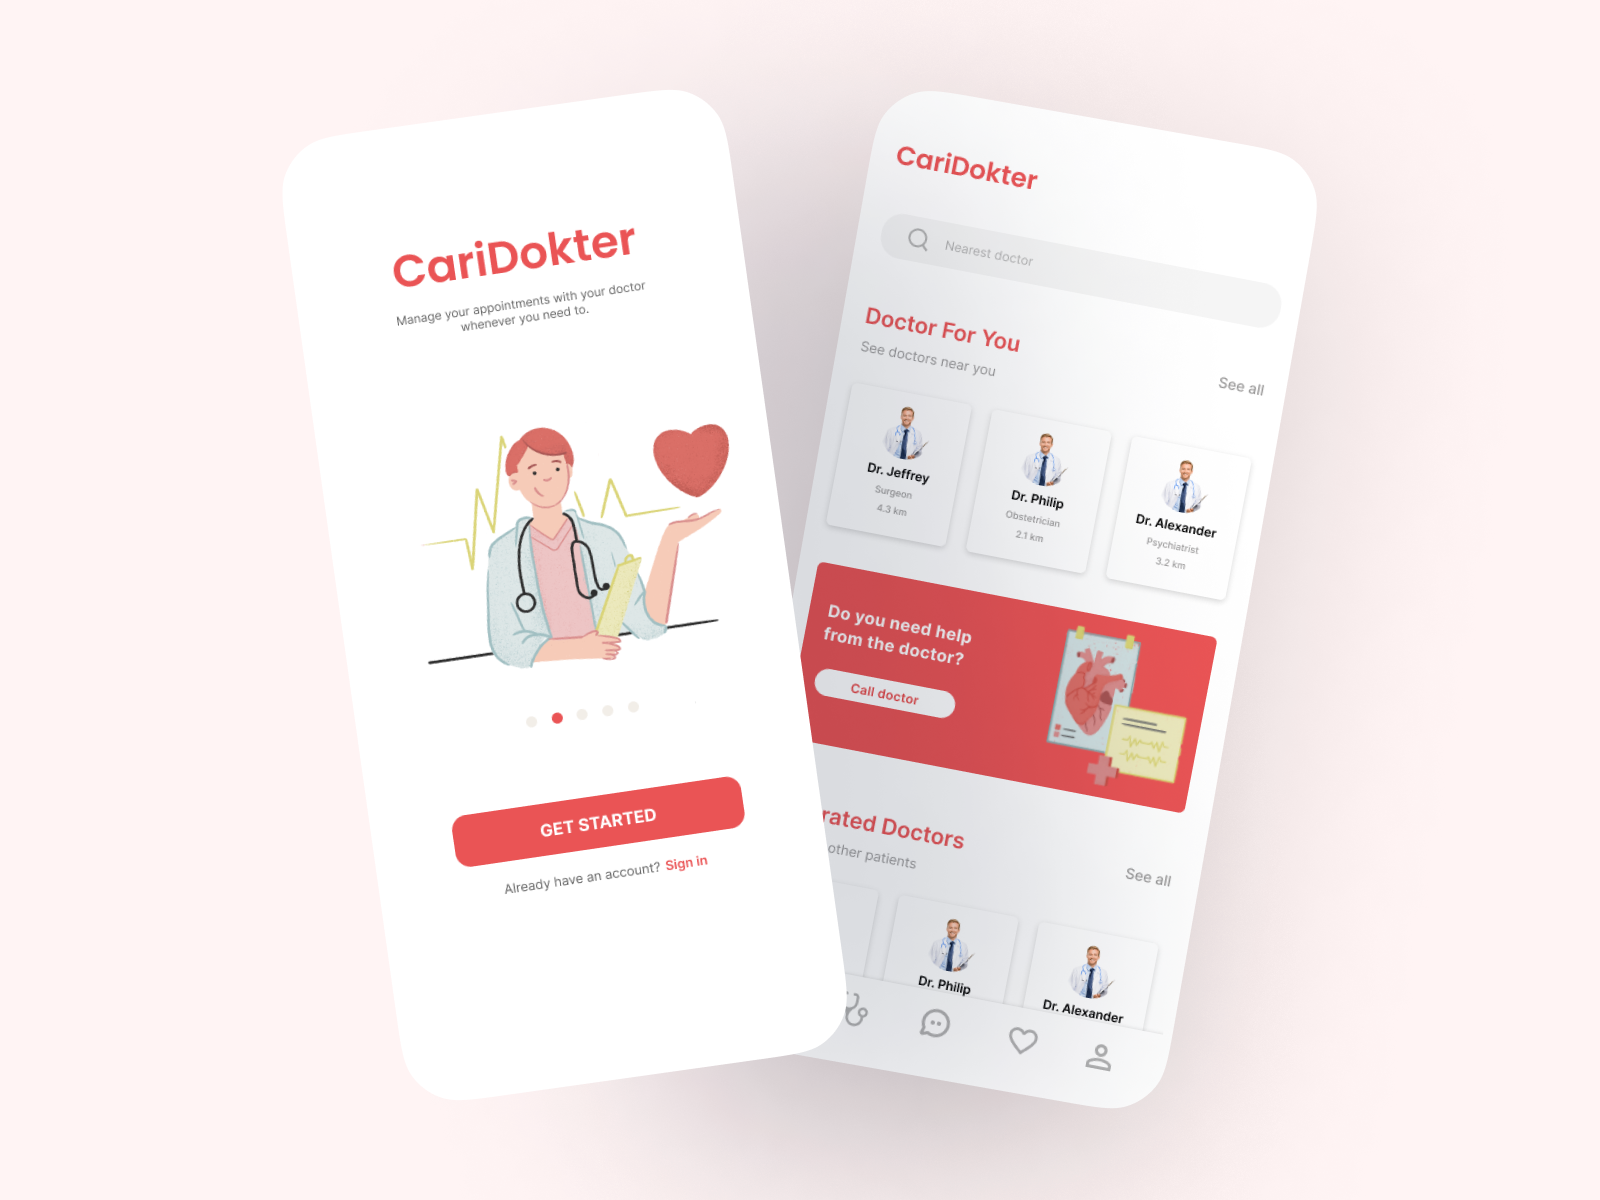 CariDokter
Manage your appointments with your doctor
whenever you need to.
GET STARTED
Already have an account? Sign in
CariDokter
Nearest doctor
Doctor For You
See doctors near you
See all
Dr. Jeffrey
Surgeon
4.3 km
Dr. Philip
Obstetrician
2.1 km
Dr. Alexander
Psychiatrist
3.2 km
Do you need help
from the doctor?
Call doctor
rated Doctors
other patients
See all
Dr. Philip
Dr. Alexander